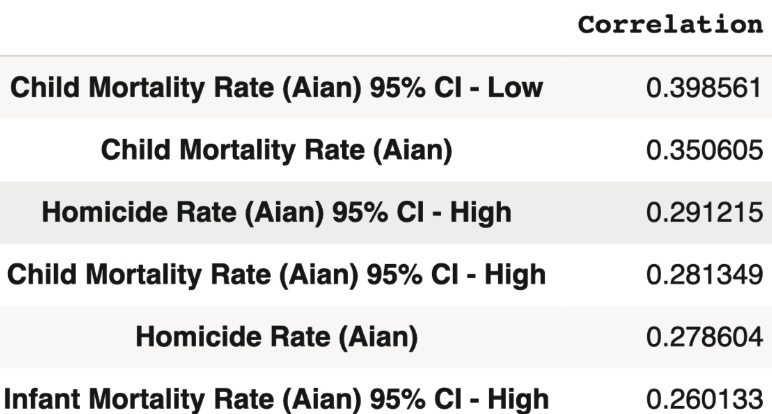 Correlation
Child Mortality Rate (Aian) 95% CI - Low 0.398561
Child Mortality Rate (Aian) 0.350605
Homicide Rate (Aian) 95% CI - High 0.291215
Child Mortality Rate (Aian) 95% CI - High 0.281349
Homicide Rate (Aian) 0.278604
Infant Mortality Rate (Aian) 95% CI - High 0.260133